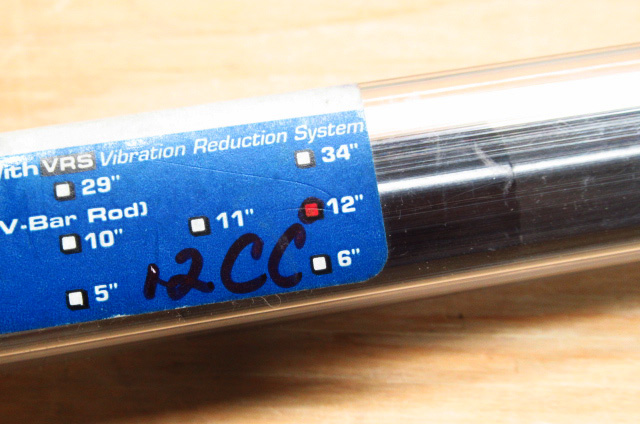 with VRS Vibration Reduction System
29" 34"
V-Bar Rod)
10" 11" 12"
5" 12CC 6"